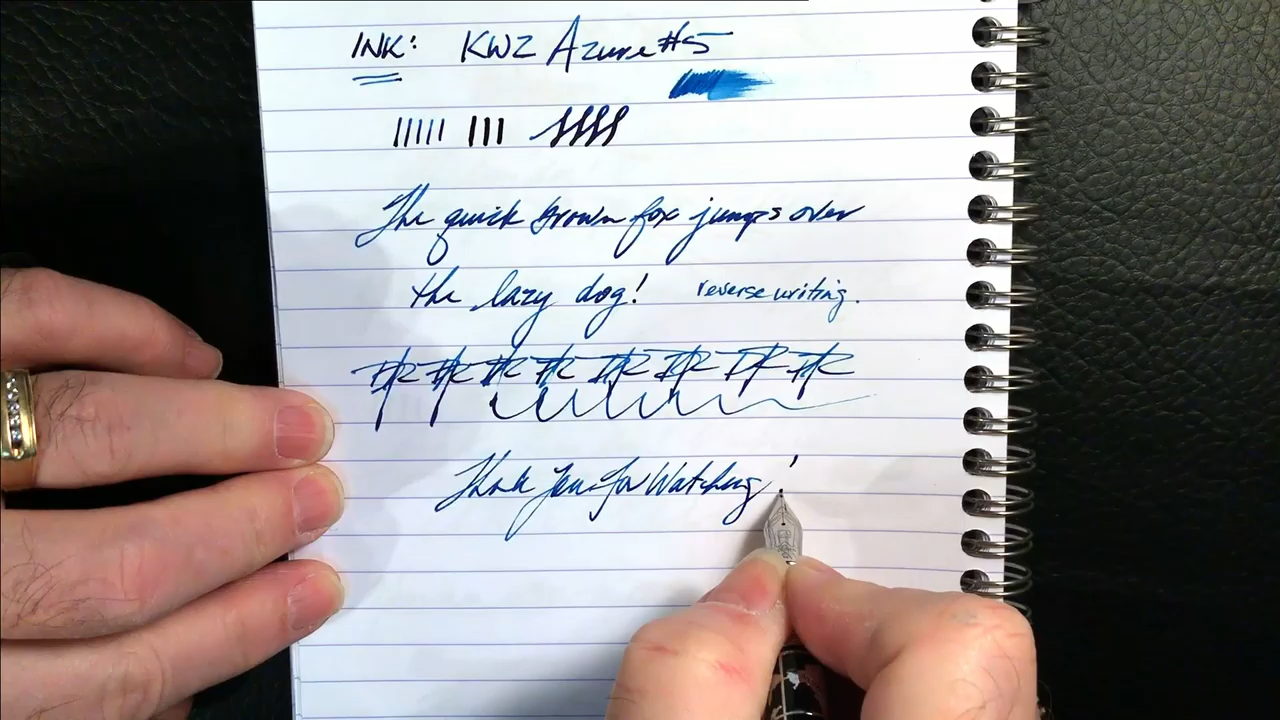 INK: KWZ Azure #5
The quick brown fox jumps over
the lazy dog! reverse writing.
Thank You for Watching!